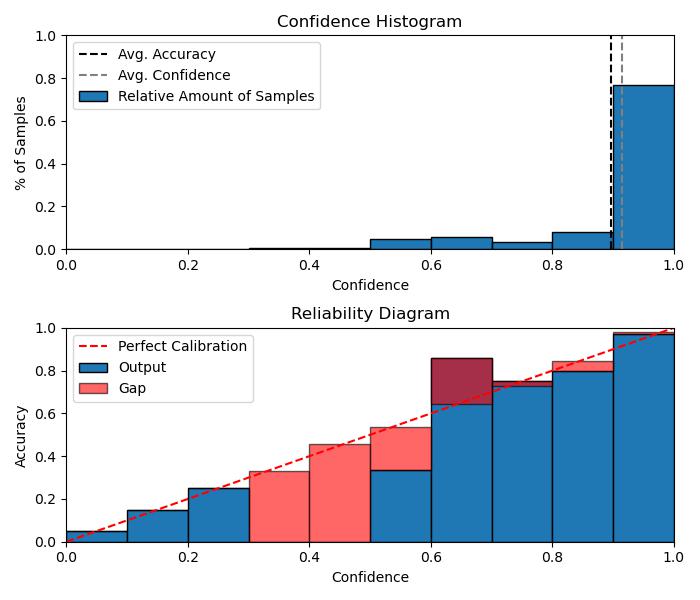 Confidence Histogram
1.0
0.8
0.6
0.4
0.2
0.0
% of Samples
Avg. Accuracy
Avg. Confidence
Relative Amount of Samples
0.0 0.2 0.4 0.6 0.8 1.0
Confidence
Reliability Diagram
1.0
0.8
0.6
0.4
0.2
0.0
Accuracy
Perfect Calibration
Output
Gap
0.0 0.2 0.4 0.6 0.8 1.0
Confidence